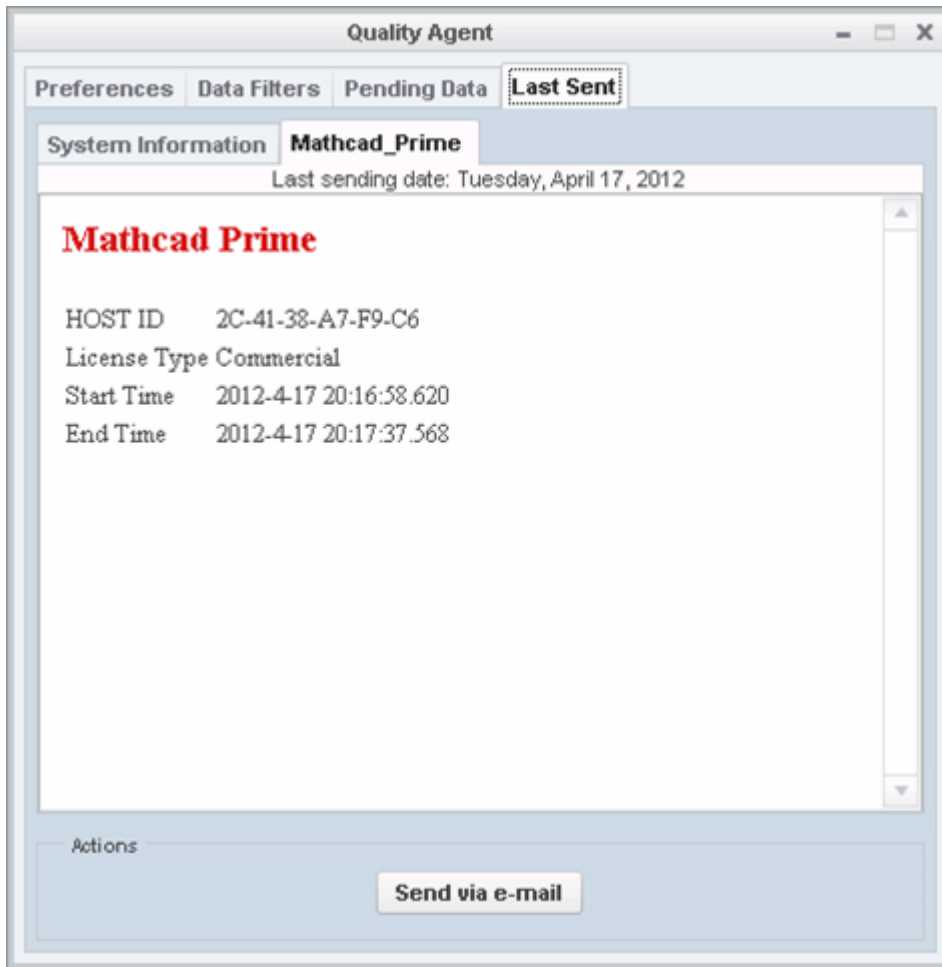 Quality Agent
Preferences Data Filters Pending Data Last Sent
System Information Mathcad_Prime
Last sending date: Tuesday, April 17, 2012
Mathcad Prime
HOST ID 2C-41-38-A7-F9-C6
License Type Commercial
Start Time 2012-4-17 20:16:58.620
End Time 2012-4-17 20:17:37.568
Actions
Send via e-mail